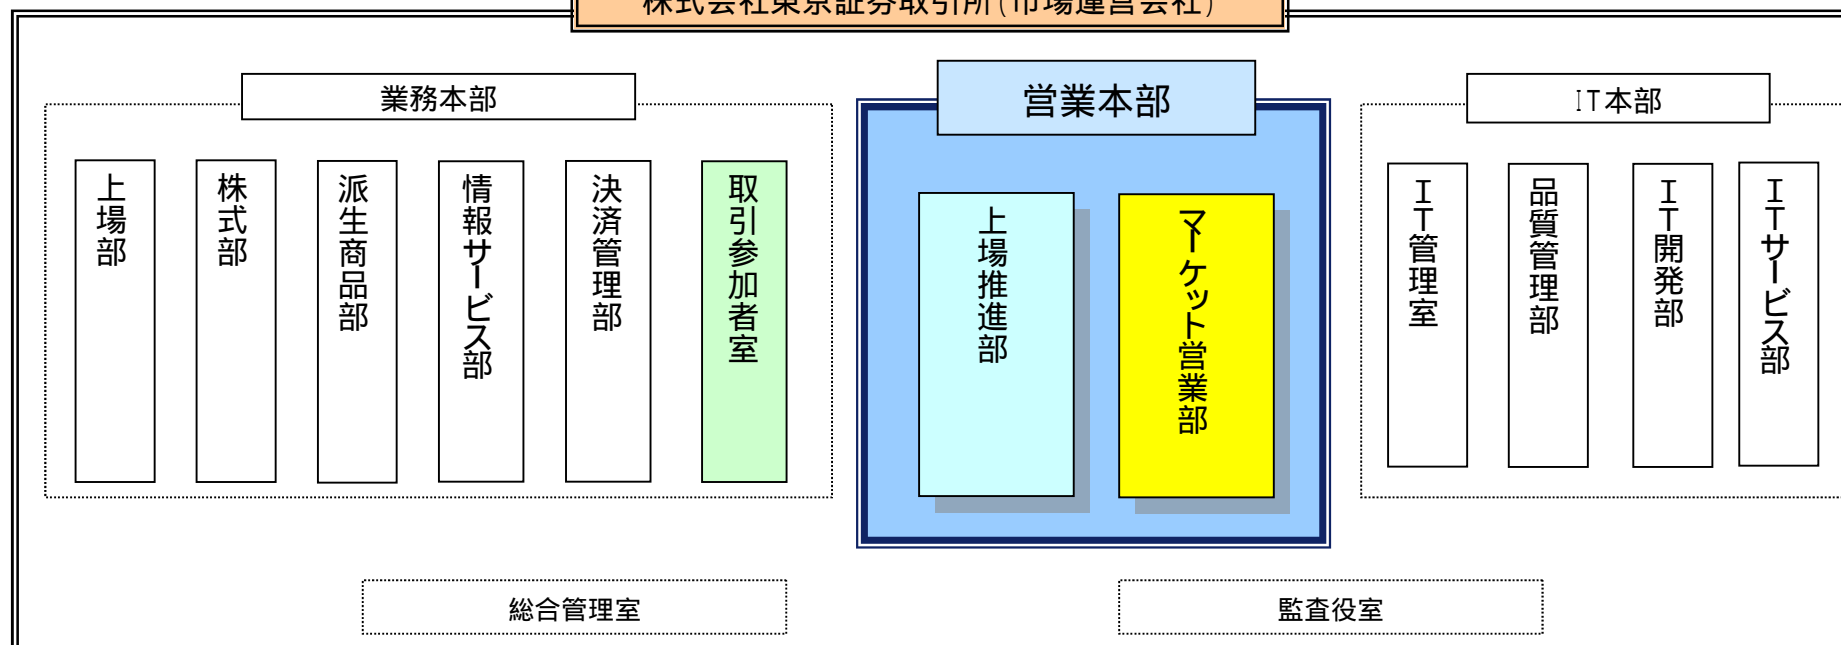 株式会社東京証券取引所(市場運営会社)
業務本部
営業本部
IT本部
上場部
株式部
派生商品部
情報サービス部
決済管理部
取引参加者室
上場推進部
マーケット営業部
IT管理室
品質管理部
IT開発部
ITサービス部
総合管理室
監査役室